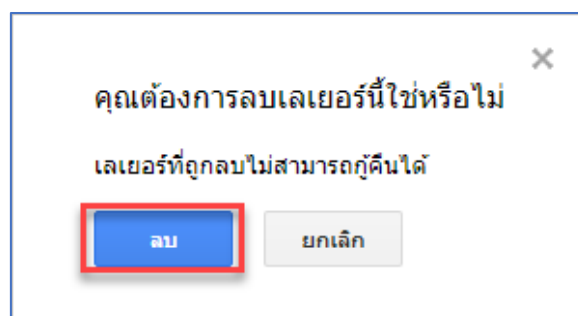 คุณต้องการลบเลเยอร์นี้ใช่หรือไม่
เลเยอร์ที่ถูกลบไม่สามารถกู้คืนได้
ลบ
ยกเลิก